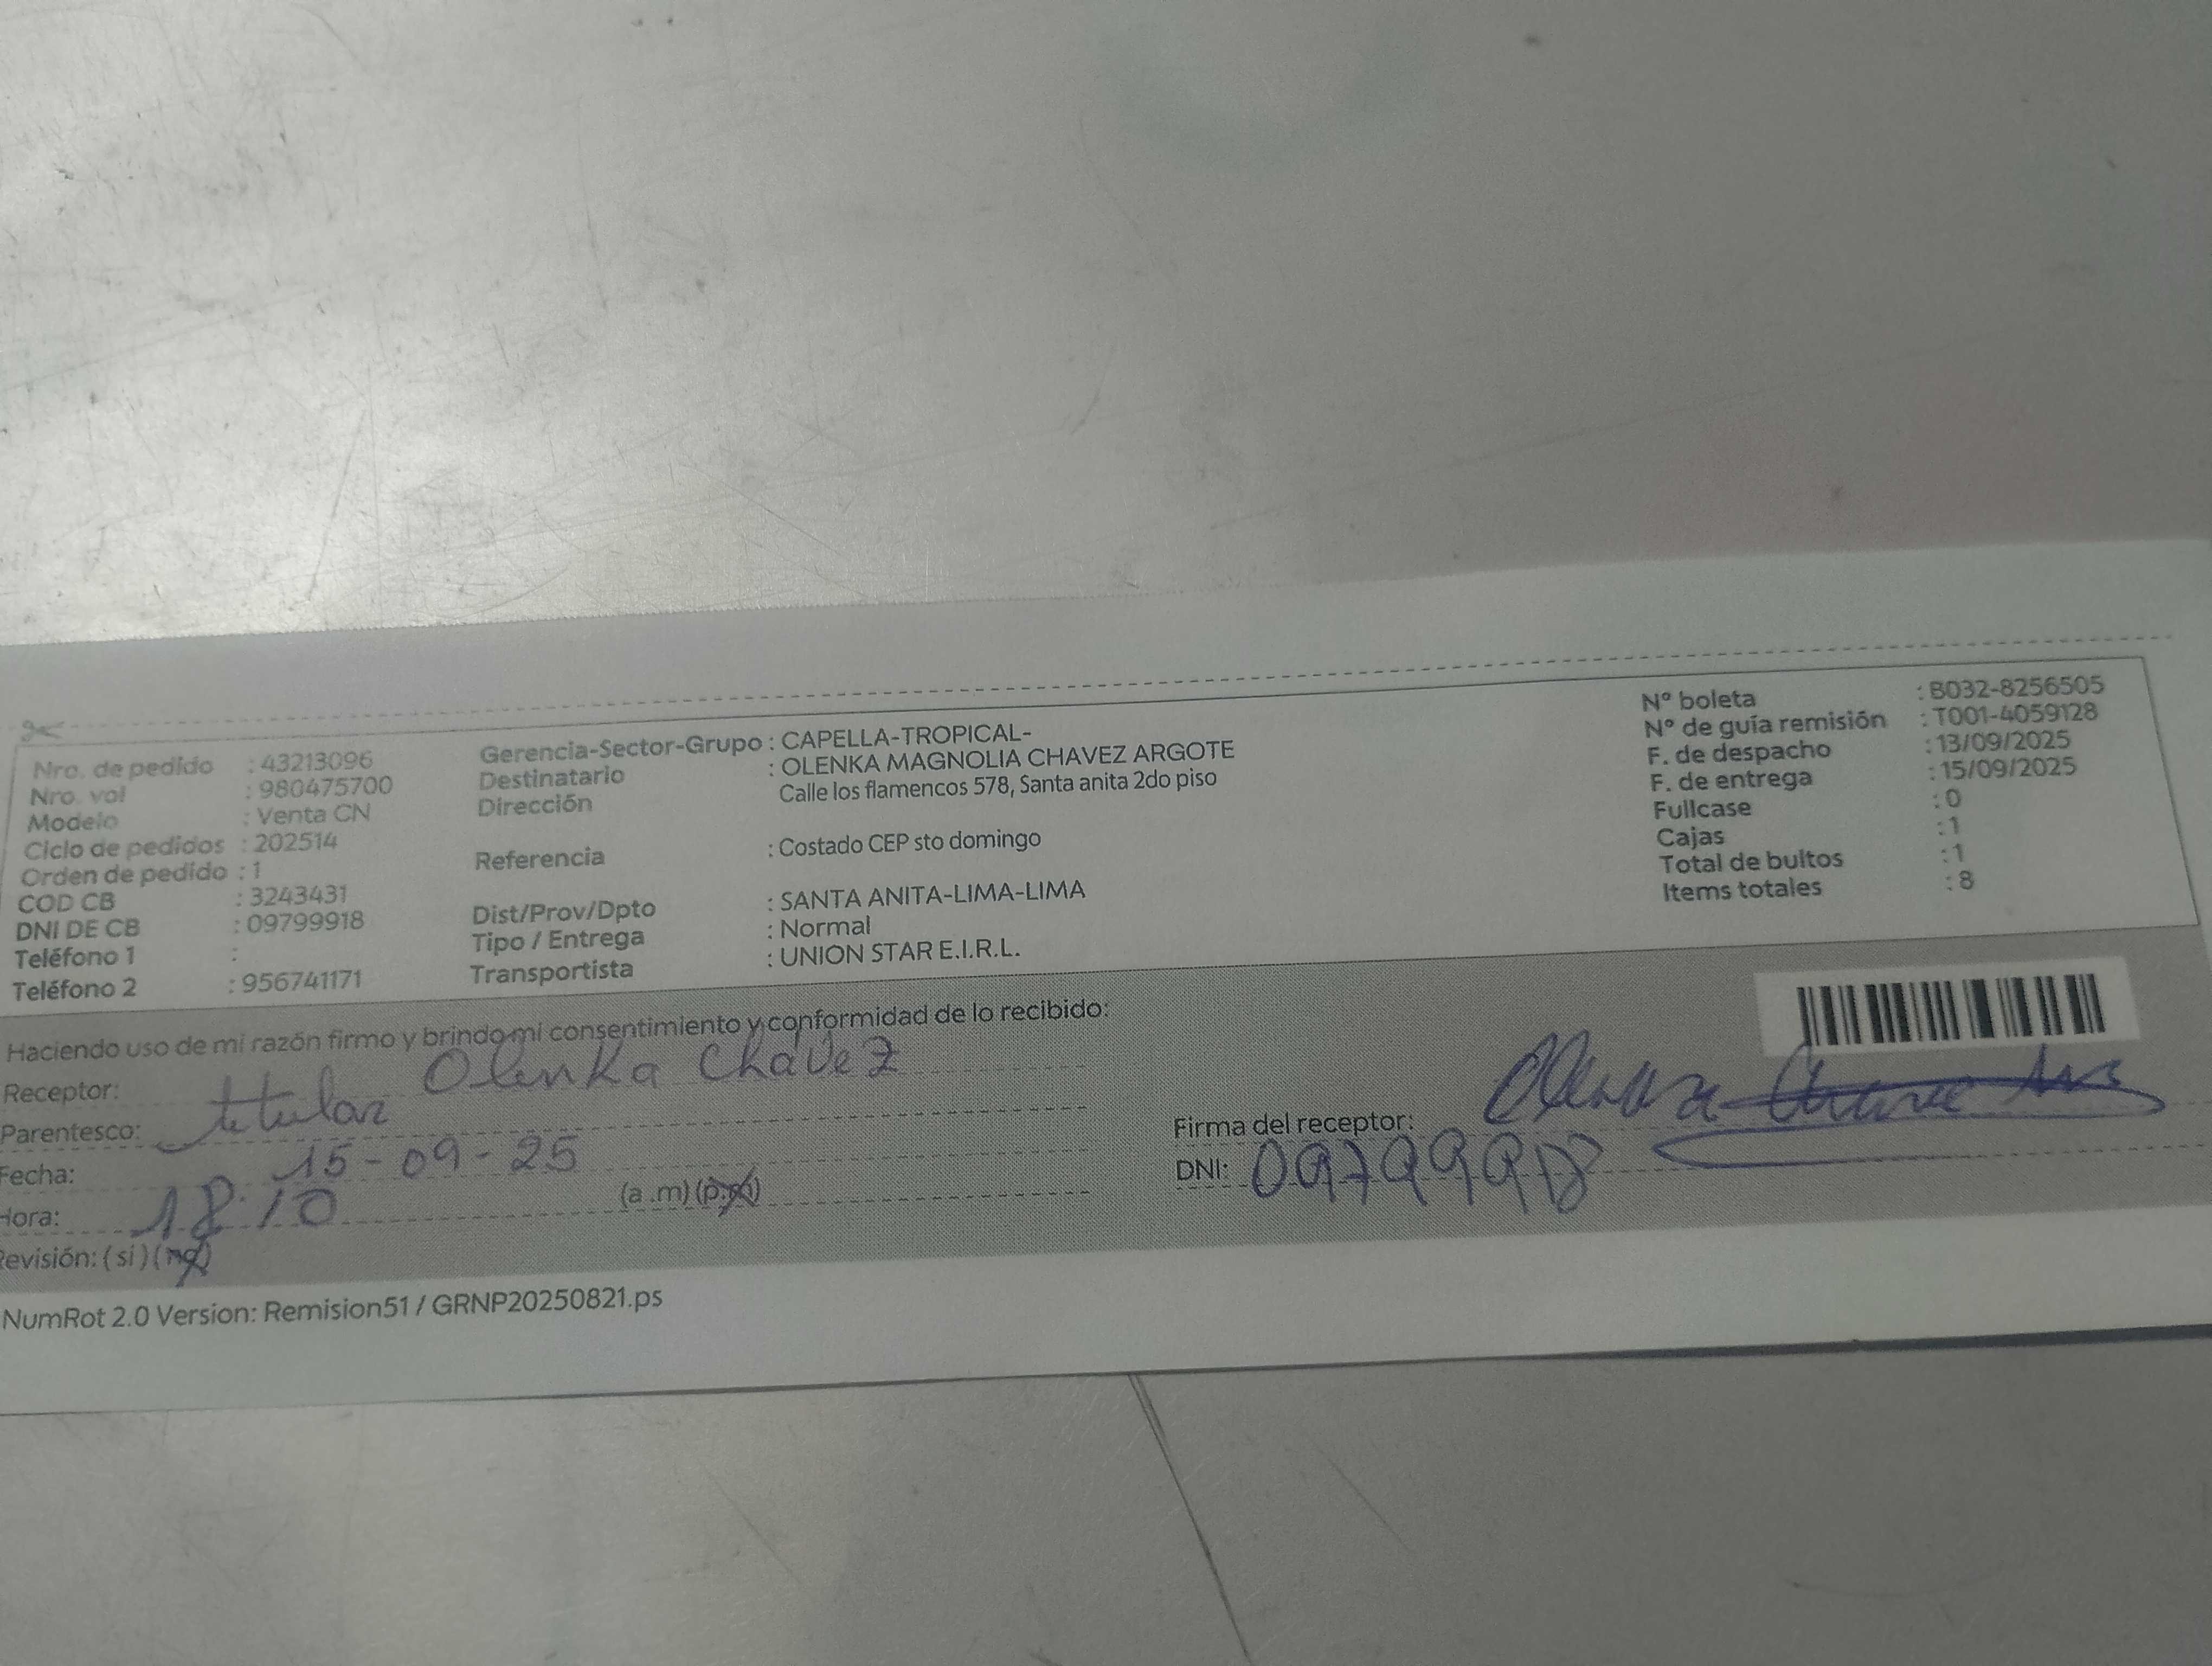 Nro. de pedido : 43213096
Nro. val : 980475700
Modelo : Venta CN
Ciclo de pedidos : 202514
Orden de pedido : 1
COD CB : 3243431
DNI DE CB : 09799918
Teléfono 1 :
Teléfono 2 : 956741171
Gerencia-Sector-Grupo : CAPELLA-TROPICAL-
Destinatario : OLENKA MAGNOLIA CHAVEZ ARGOTE
Dirección Calle los flamencos 578, Santa anita 2do piso
Referencia : Costado CEP sto domingo
Dist/Prov/Dpto : SANTA ANITA-LIMA-LIMA
Tipo / Entrega : Normal
Transportista : UNION STAR E.I.R.L.
Nº boleta : B032-8256505
Nº de guía remisión : T001-4059128
F. de despacho : 13/09/2025
F. de entrega : 15/09/2025
Fullcase : 0
Cajas : 1
Total de bultos : 1
Items totales : 8
Haciendo uso de mi razón firmo y brindo mi consentimiento y conformidad de lo recibido:
Receptor: Olenka Chávez
Parentesco: titular
Fecha: 15-09-25
Hora: 18:10 (a.m) (p.m)
Revisión: (si) (no)
Firma del receptor: Olenka
DNI: 09799918
NumRot 2.0 Version: Remision51 / GRNP20250821.ps